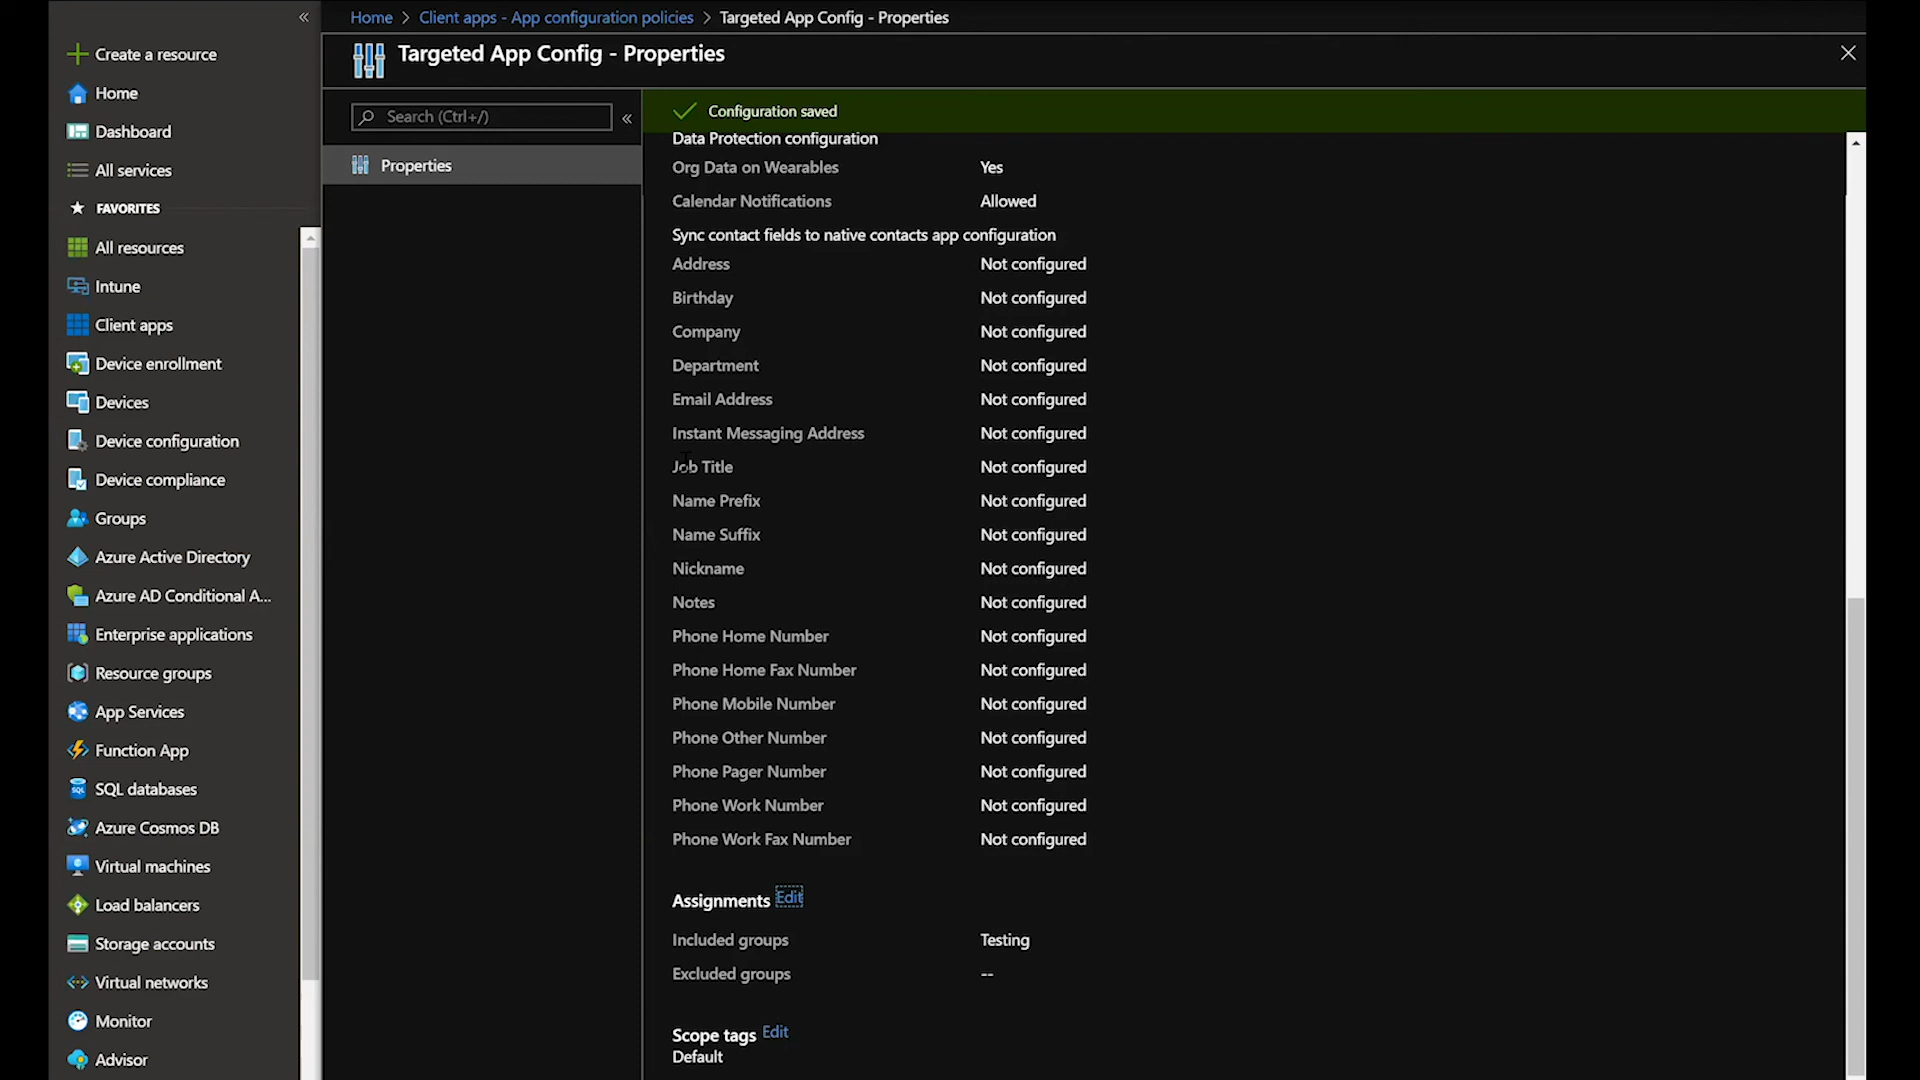 Home > Client apps - App configuration policies > Targeted App Config - Properties
Targeted App Config - Properties
Create a resource
Home
Dashboard
All services
FAVORITES
All resources
Intune
Client apps
Device enrollment
Devices
Device configuration
Device compliance
Groups
Azure Active Directory
Azure AD Conditional A...
Enterprise applications
Resource groups
App Services
Function App
SQL databases
Azure Cosmos DB
Virtual machines
Load balancers
Storage accounts
Virtual networks
Monitor
Advisor
Search (Ctrl+/)
Properties
Configuration saved
Data Protection configuration
Org Data on Wearables Yes
Calendar Notifications Allowed
Sync contact fields to native contacts app configuration
Address Not configured
Birthday Not configured
Company Not configured
Department Not configured
Email Address Not configured
Instant Messaging Address Not configured
Job Title Not configured
Name Prefix Not configured
Name Suffix Not configured
Nickname Not configured
Notes Not configured
Phone Home Number Not configured
Phone Home Fax Number Not configured
Phone Mobile Number Not configured
Phone Other Number Not configured
Phone Pager Number Not configured
Phone Work Number Not configured
Phone Work Fax Number Not configured
Assignments Edit
Included groups Testing
Excluded groups --
Scope tags Edit
Default